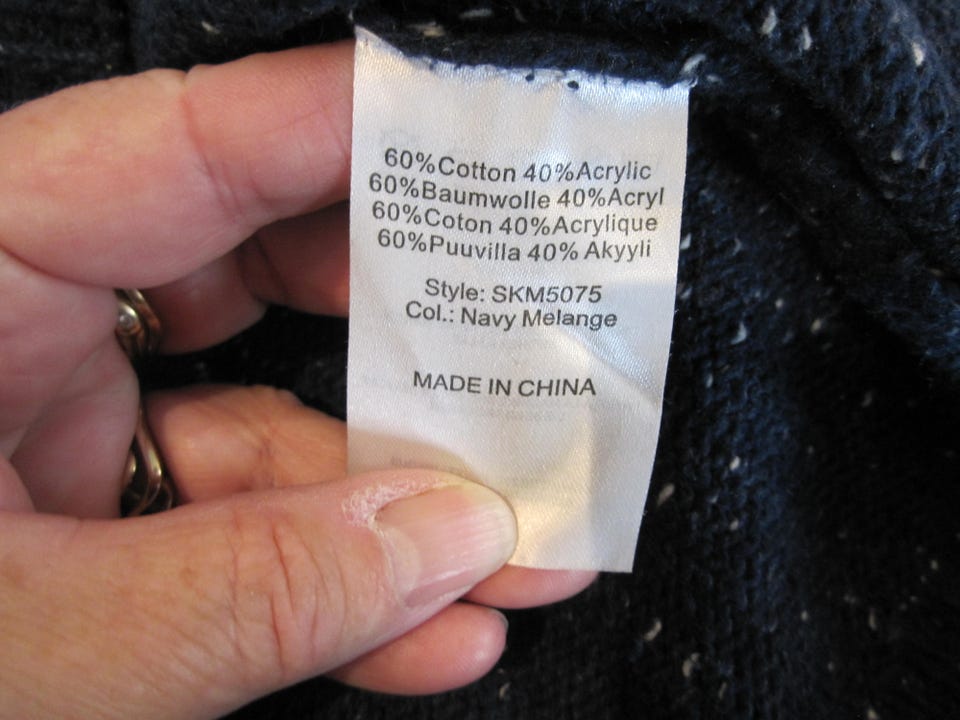 60%Cotton 40%Acrylic
60%Baumwolle 40%Acryl
60%Coton 40%Acrylique
60%Puuvilla 40% Akyyli
Style: SKM5075
Col.: Navy Melange
MADE IN CHINA